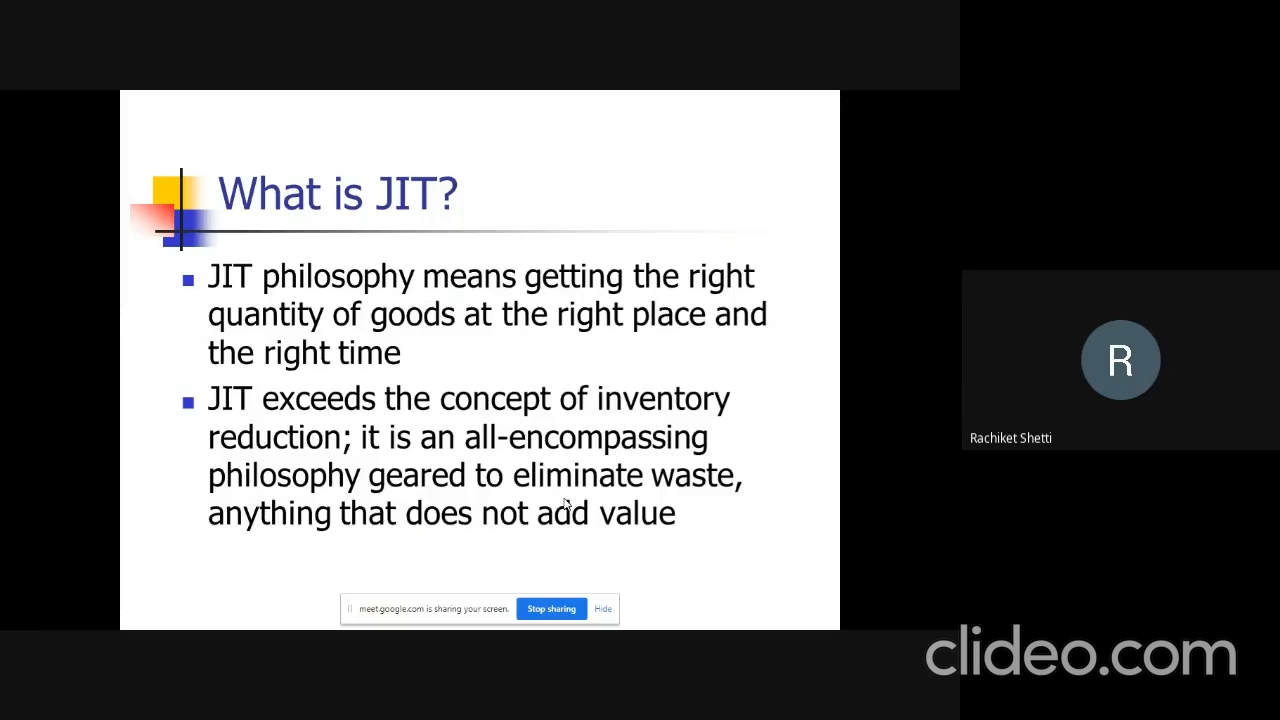 What is JIT?
JIT philosophy means getting the right
quantity of goods at the right place and
the right time
JIT exceeds the concept of inventory
reduction; it is an all-encompassing
philosophy geared to eliminate waste,
anything that does not add value
meet.google.com is sharing your screen.
Stop sharing
Hide
R
Rachiket Shetti
clideo.com